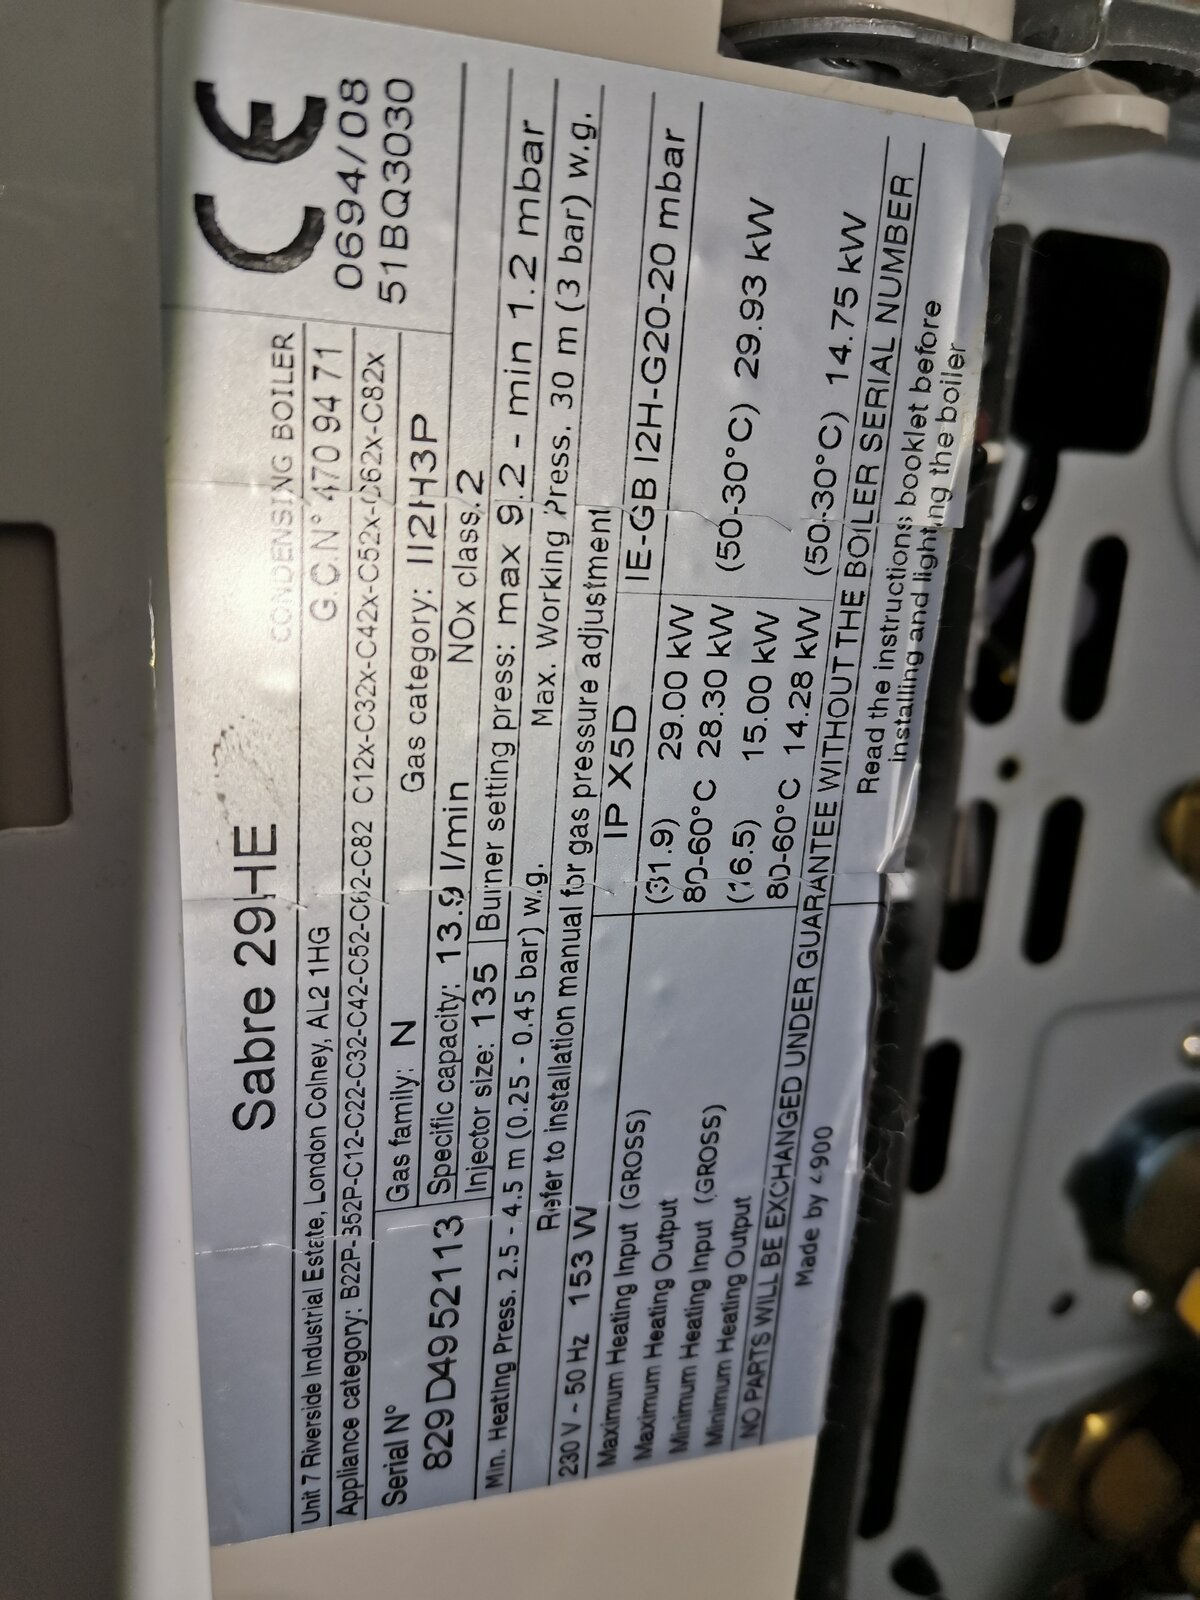 Sabre 29HE
CONDENSING BOILER
CE
0694/08
51BQ3030
Unit 7 Riverside Industrial Estate, London Colney, AL2 1HG
G.C.N° 470 94 71
Appliance category: B22P-352P-C12-C22-C32-C42-C52-C62-C82 C12x-C32x-C42x-C52x-C62x-C82x
Serial N°
829D4952113
Gas family: N
Gas category: II2H3P
Specific capacity: 13.9 l/min
NOx class 2
Injector size: 135
Burner setting press: max 9.2 - min 1.2 mbar
Min. Heating Press. 2.5 - 4.5 m (0.25 - 0.45 bar) w.g.
Max. Working Press. 30 m (3 bar) w.g.
Refer to installation manual for gas pressure adjustment
230 V - 50 Hz 153 W
IP X5D
IE-GB I2H-G20-20 mbar
Maximum Heating Input (GROSS) (31.9) 29.00 kW
Maximum Heating Output 80-60°C 28.30 kW (50-30°C) 29.93 kW
Minimum Heating Input (GROSS) (16.5) 15.00 kW
Minimum Heating Output 80-60°C 14.28 kW (50-30°C) 14.75 kW
NO PARTS WILL BE EXCHANGED UNDER GUARANTEE WITHOUT THE BOILER SERIAL NUMBER
Made by
Read the instructions booklet before
installing and lighting the boiler